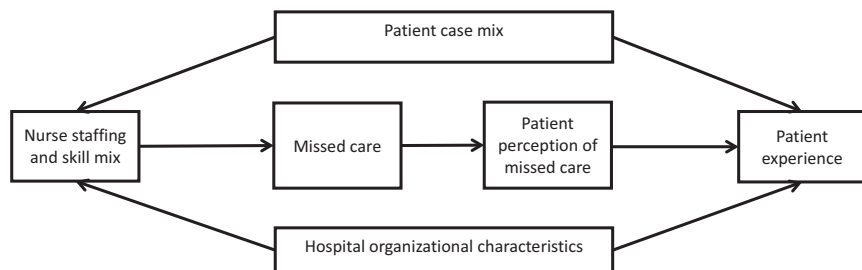 Patient case mix
Nurse staffing
and skill mix
Missed care
Patient
perception of
missed care
Patient
experience
Hospital organizational characteristics